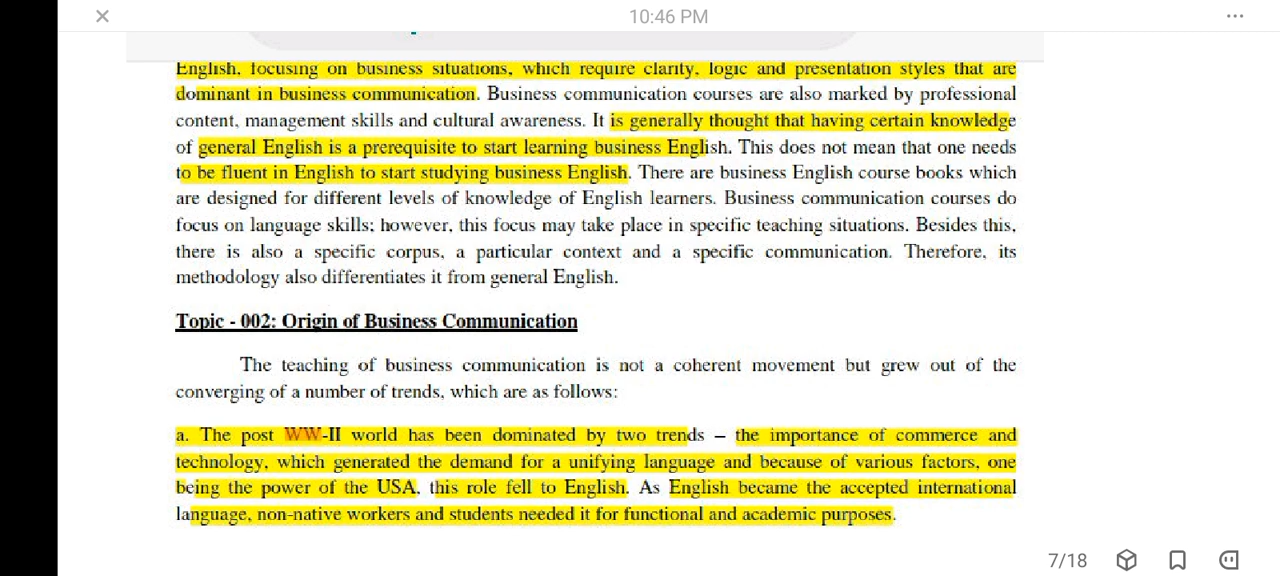 10:46 PM
English, focusing on business situations, which require clarity, logic and presentation styles that are
dominant in business communication. Business communication courses are also marked by professional
content, management skills and cultural awareness. It is generally thought that having certain knowledge
of general English is a prerequisite to start learning business English. This does not mean that one needs
to be fluent in English to start studying business English. There are business English course books which
are designed for different levels of knowledge of English learners. Business communication courses do
focus on language skills; however, this focus may take place in specific teaching situations. Besides this,
there is also a specific corpus, a particular context and a specific communication. Therefore, its
methodology also differentiates it from general English.
Topic - 002: Origin of Business Communication
The teaching of business communication is not a coherent movement but grew out of the
converging of a number of trends, which are as follows:
a. The post WW-II world has been dominated by two trends – the importance of commerce and
technology, which generated the demand for a unifying language and because of various factors, one
being the power of the USA, this role fell to English. As English became the accepted international
language, non-native workers and students needed it for functional and academic purposes.
7/18